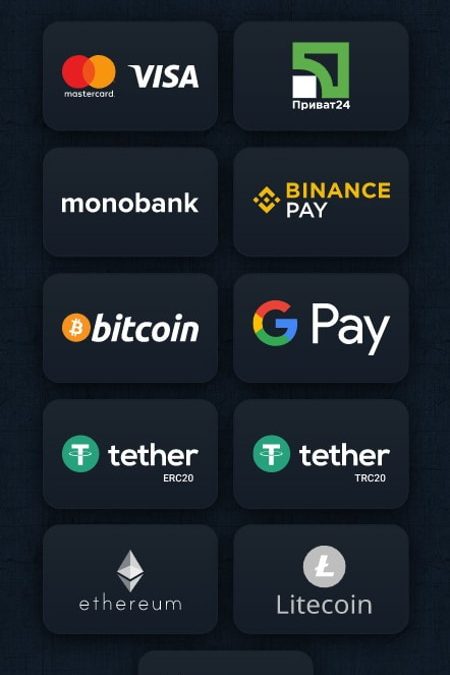 mastercard.
VISA
Приват24
monobank
BINANCE
PAY
bitcoin
G Pay
tether
ERC20
tether
TRC20
ethereum
Litecoin